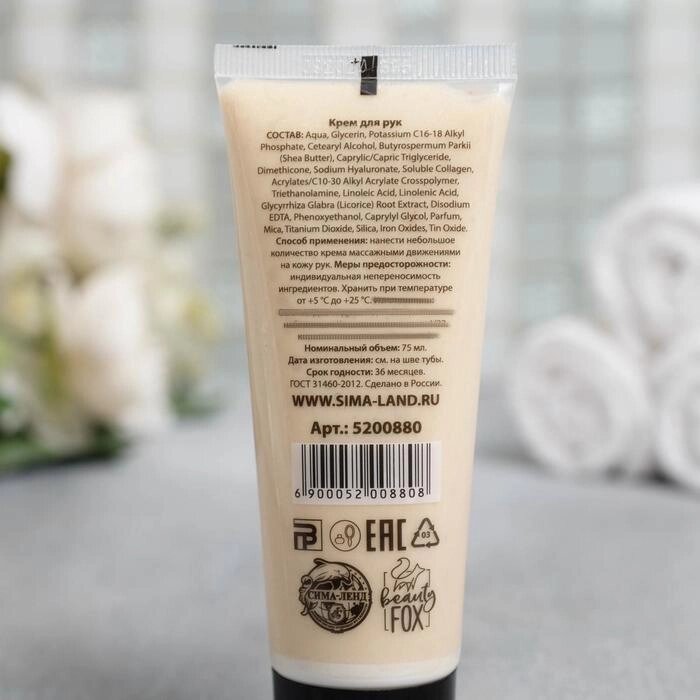 Крем для рук
СОСТАВ: Aqua, Glycerin, Potassium C16-18 Alkyl
Phosphate, Cetearyl Alcohol, Butyrospermum Parkii
(Shea Butter), Caprylic/Capric Triglyceride,
Dimethicone, Sodium Hyaluronate, Soluble Collagen,
Acrylates/C10-30 Alkyl Acrylate Crosspolymer,
Triethanolamine, Linoleic Acid, Linolenic Acid,
Glycyrrhiza Glabra (Licorice) Root Extract, Disodium
EDTA, Phenoxyethanol, Caprylyl Glycol, Parfum,
Mica, Titanium Dioxide, Silica, Iron Oxides, Tin Oxide.
Способ применения: нанести небольшое
количество крема массажными движениями
на кожу рук. Меры предосторожности:
индивидуальная непереносимость
ингредиентов. Хранить при температуре
от +5 °C до +25 °C.
Номинальный объем: 75 мл.
Дата изготовления: см. на шве тубы.
Срок годности: 36 месяцев.
ГОСТ 31460-2012. Сделано в России.
WWW.SIMA-LAND.RU
Арт.: 5200880
6 900052 008808
EAC 03
СИМА-ЛЕНД
beauty
FOX